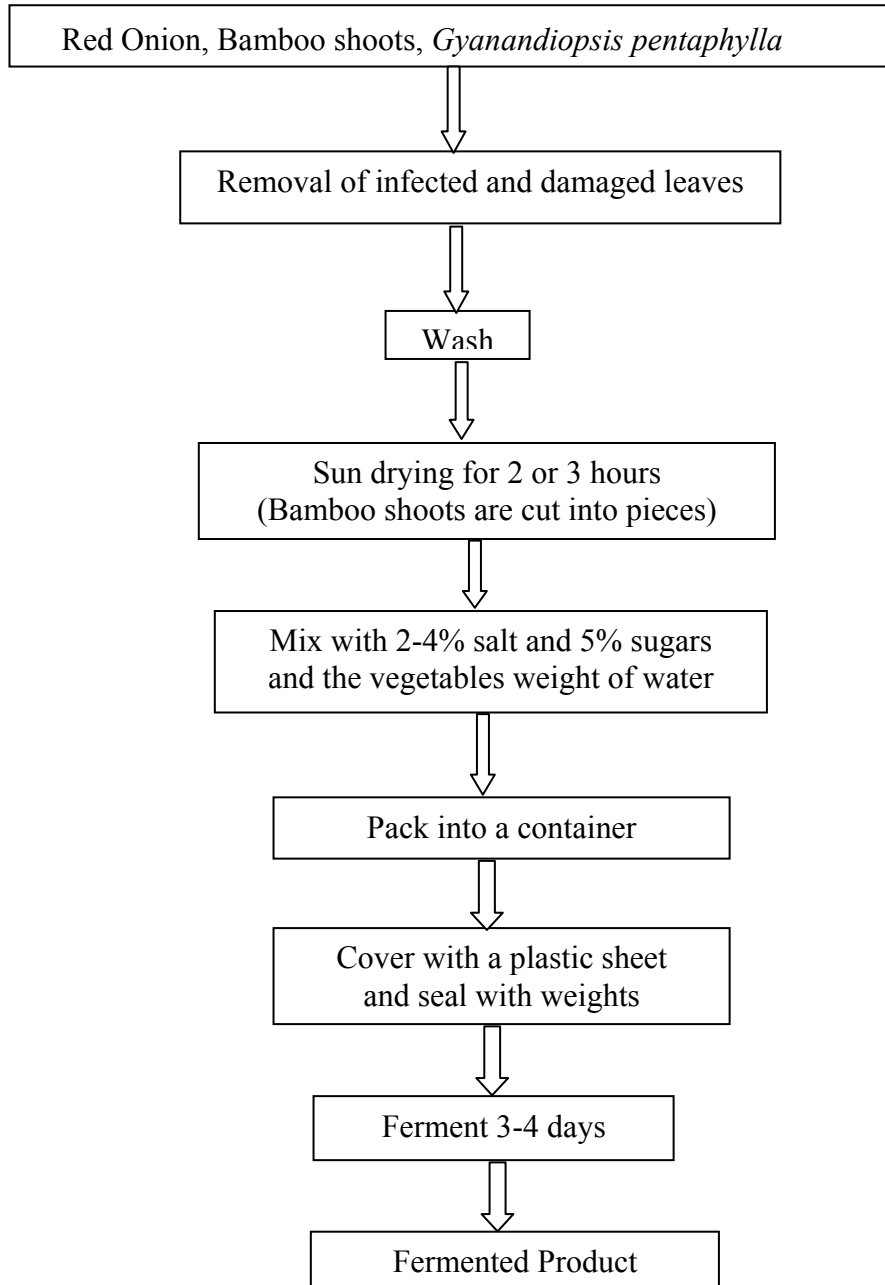 Red Onion, Bamboo shoots, Gyanandiopsis pentaphylla
Removal of infected and damaged leaves
Wash
Sun drying for 2 or 3 hours
(Bamboo shoots are cut into pieces)
Mix with 2-4% salt and 5% sugars
and the vegetables weight of water
Pack into a container
Cover with a plastic sheet
and seal with weights
Ferment 3-4 days
Fermented Product